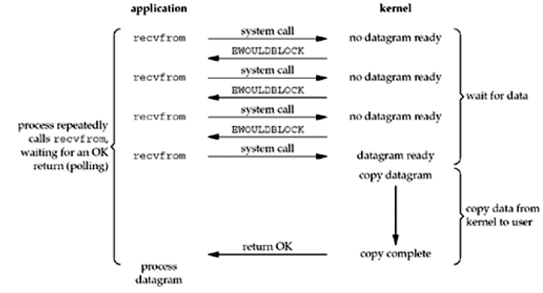 application kernel
system call
recvfrom no datagram ready
EWOULDBLOCK
system call
recvfrom no datagram ready
EWOULDBLOCK
system call
recvfrom no datagram ready
EWOULDBLOCK
system call
recvfrom datagram ready
wait for data
process repeatedly
calls recvfrom,
waiting for an OK
return (polling)
copy datagram
copy data from
kernel to user
return OK
copy complete
process
datagram